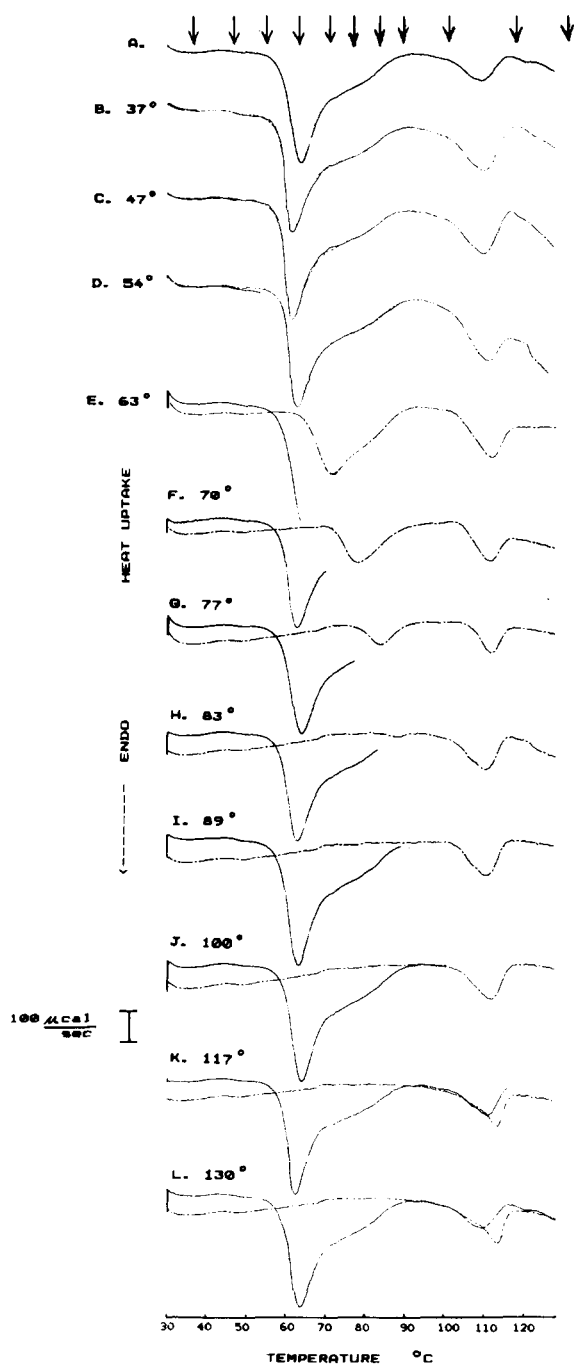 A.
B. 37°
C. 47°
D. 54°
E. 63°
HEAT UPTAKE
F. 70°
G. 77°
H. 83°
ENDO
I. 89°
J. 100°
100 µcal
sec
K. 117°
L. 130°
30 40 50 60 70 80 90 100 110 120
TEMPERATURE °C